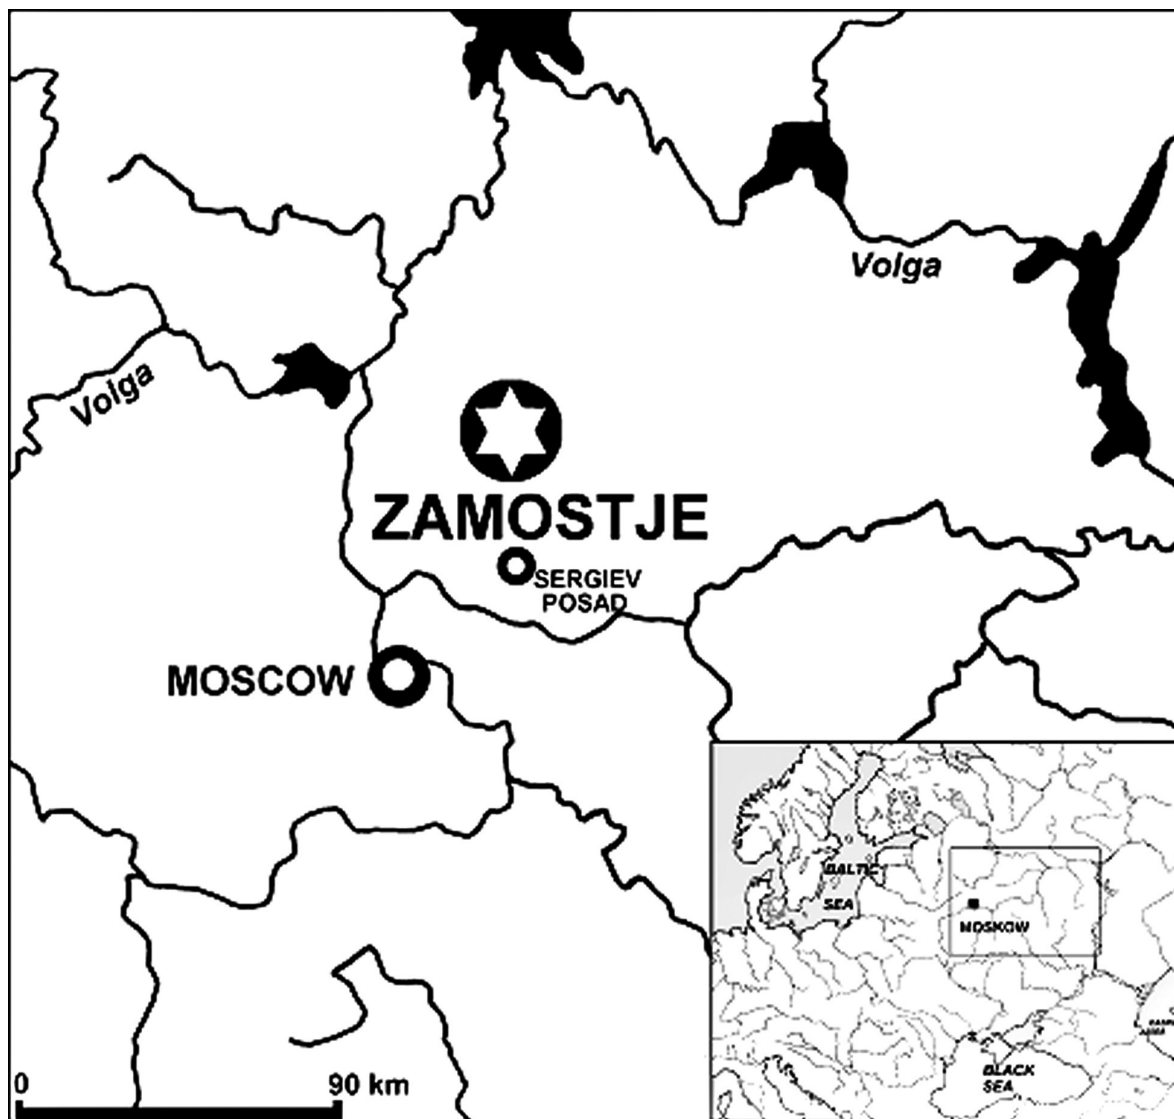 Volga
Volga
ZAMOSTJE
SERGIEV
POSAD
MOSCOW
BALTIC
SEA
MOSKOW
BLACK
SEA
0 90 km